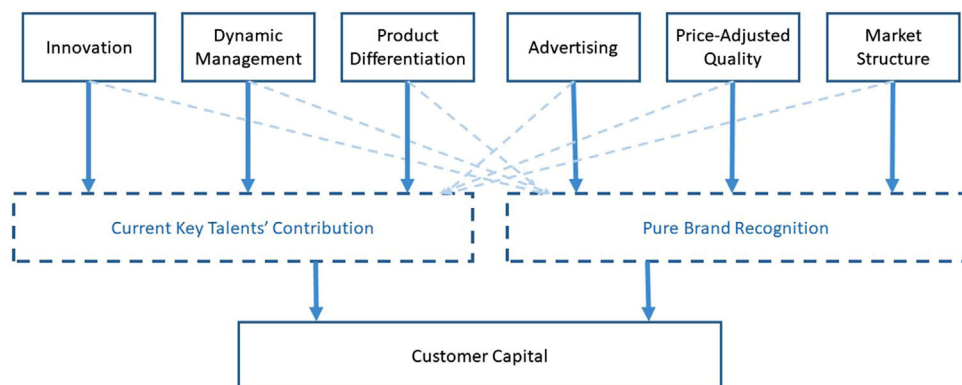 Innovation
Dynamic
Management
Product
Differentiation
Advertising
Price-Adjusted
Quality
Market
Structure
Current Key Talents' Contribution
Pure Brand Recognition
Customer Capital